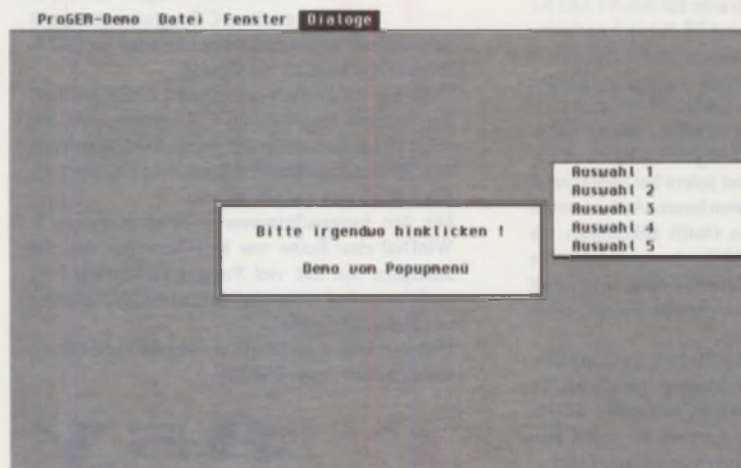 ProGEM-Demo Datei Fenster Dialoge
Auswahl 1
Auswahl 2
Auswahl 3
Auswahl 4
Auswahl 5
Bitte irgendwo hinklicken !
Demo vom Popupmenü